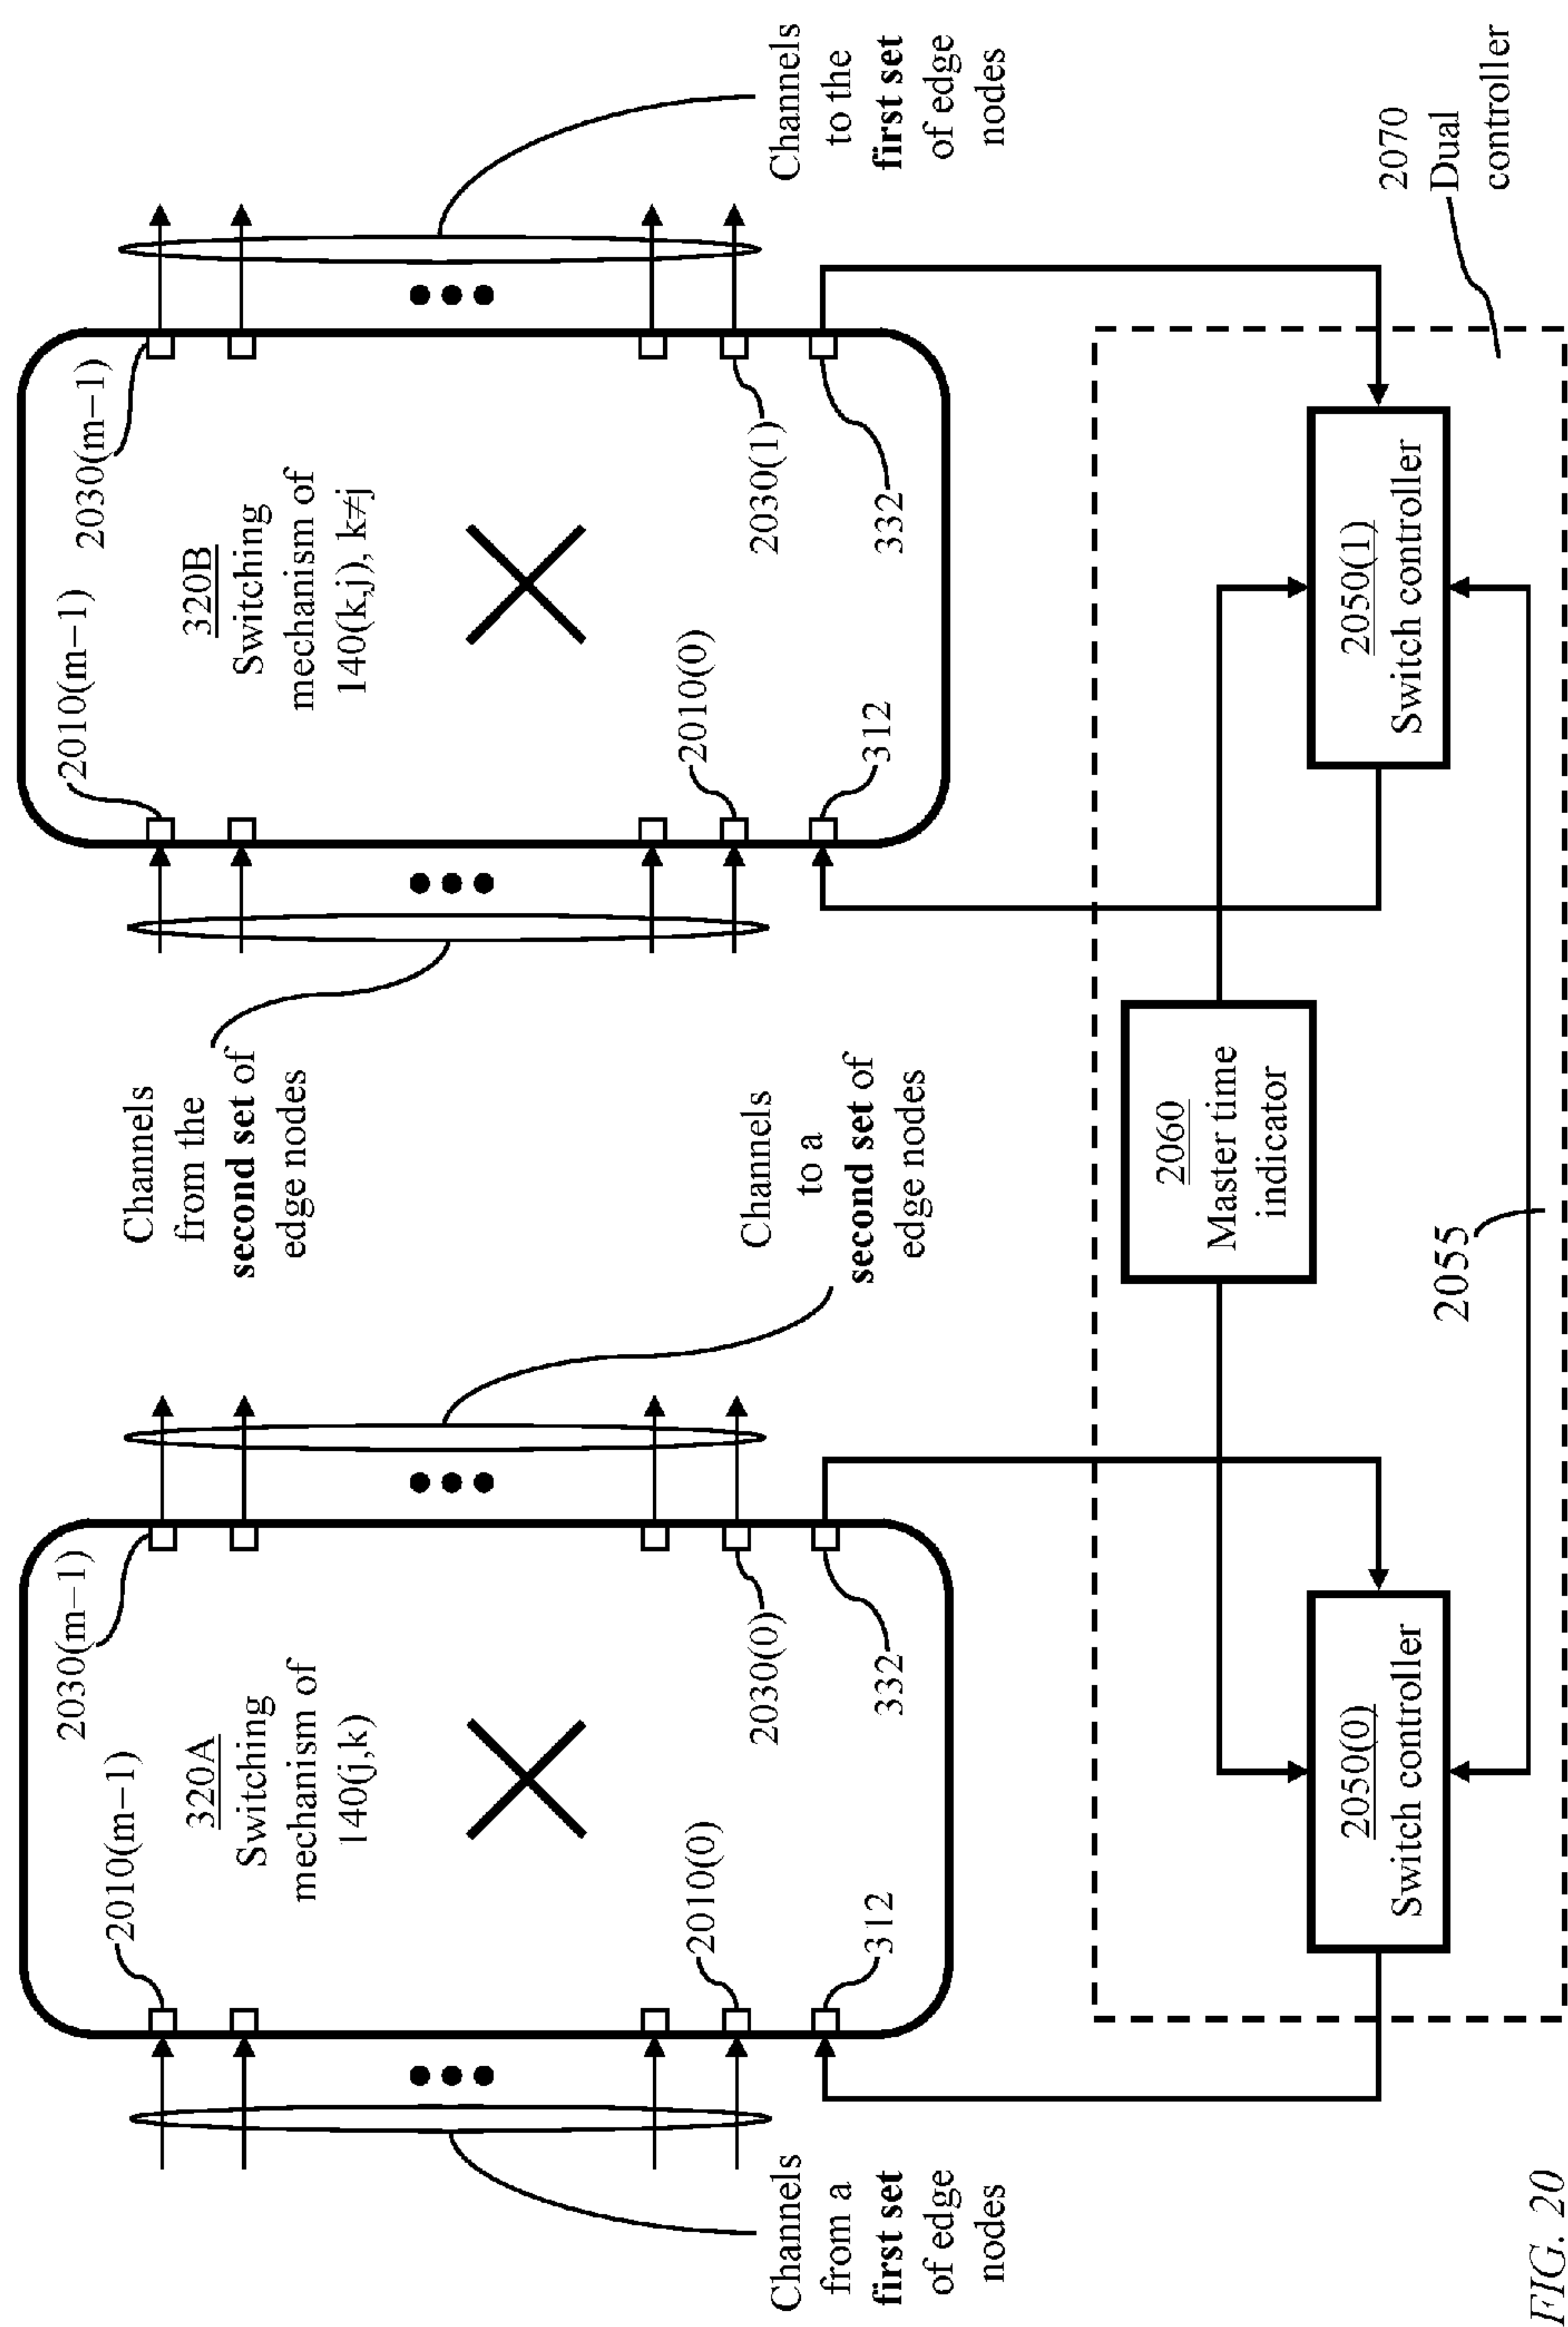 2010(m−1)
2030(m−1)
320A
Switching
mechanism of
140(j,k)
2010(0)
2030(0)
312
332
Channels
from a
first set
of edge
nodes
Channels
to a
second set of
edge nodes
Channels
from the
second set of
edge nodes
2010(m−1)
2030(m−1)
320B
Switching
mechanism of
140(k,j), k≠j
2010(0)
2030(1)
312
332
Channels
to the
first set
of edge
nodes
2050(0)
Switch controller
2060
Master time
indicator
2050(1)
Switch controller
2055
2070
Dual
controller
FIG. 20